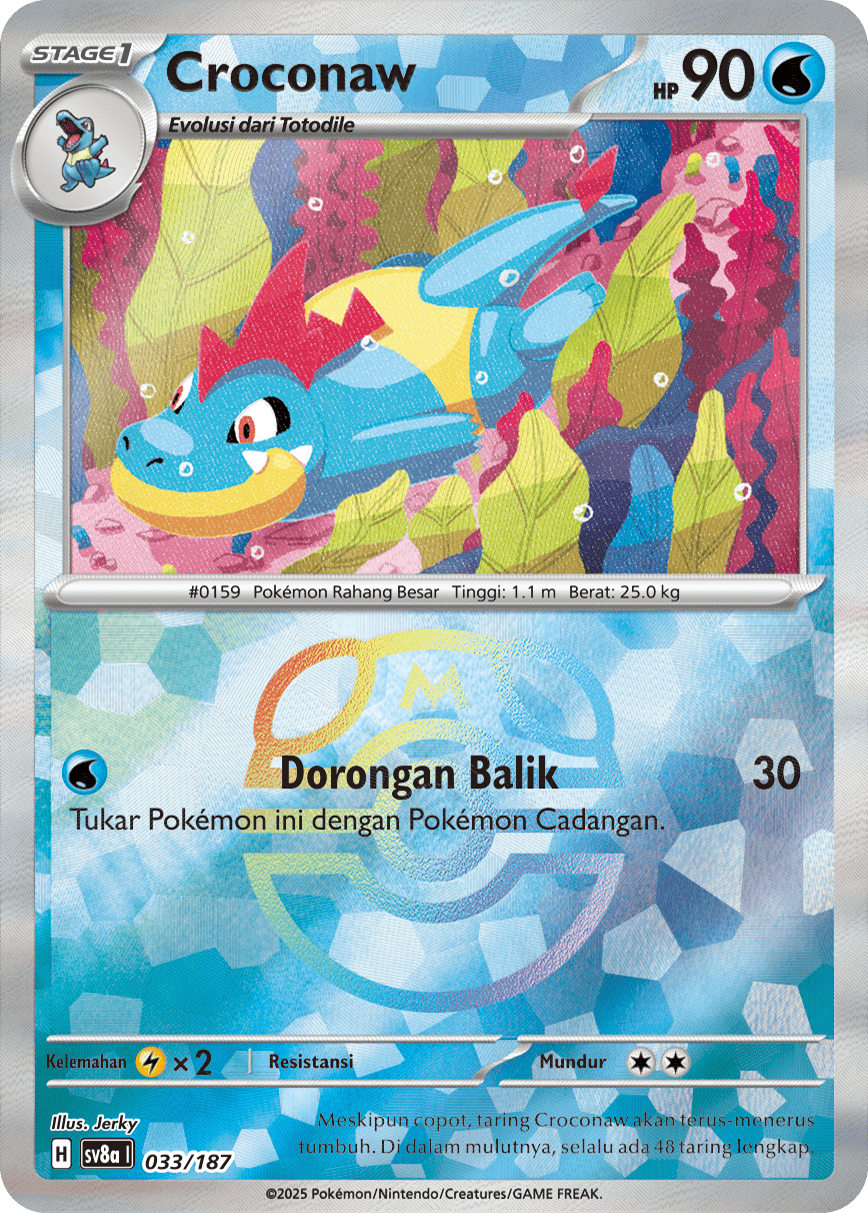 STAGE1
Croconaw
HP 90
Evolusi dari Totodile
#0159 Pokémon Rahang Besar Tinggi: 1.1 m Berat: 25.0 kg
M
Dorongan Balik 30
Tukar Pokémon ini dengan Pokémon Cadangan.
Kelemahan ×2 Resistansi Mundur
Illus. Jerky
Meskipun copot, taring Croconaw akan terus-menerus
tumbuh. Di dalam mulutnya, selalu ada 48 taring lengkap.
H sv8a I 033/187
©2025 Pokémon/Nintendo/Creatures/GAME FREAK.